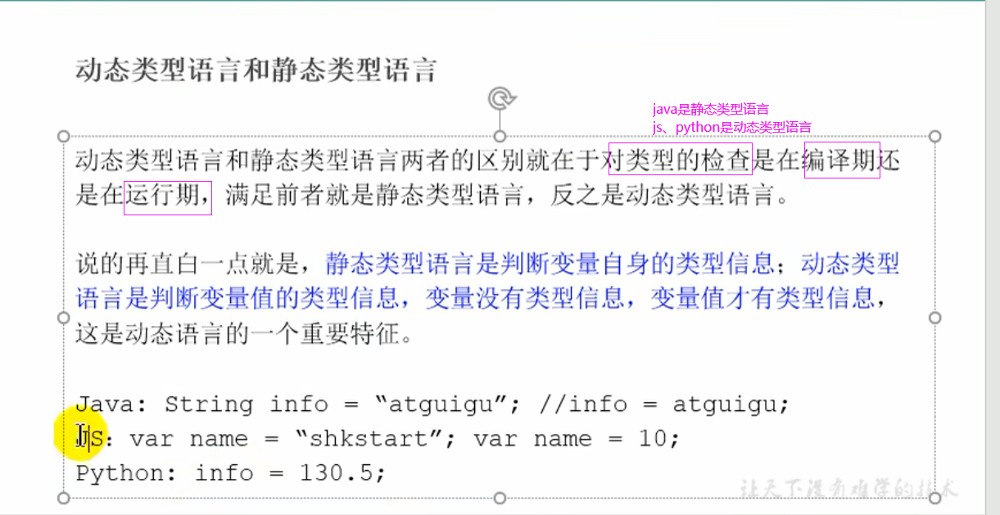 动态类型语言和静态类型语言
java是静态类型语言
js、python是动态类型语言
动态类型语言和静态类型语言两者的区别就在于对类型的检查是在编译期还
是在运行期，满足前者就是静态类型语言，反之是动态类型语言。
说的再直白一点就是，静态类型语言是判断变量自身的类型信息；动态类型
语言是判断变量值的类型信息，变量没有类型信息，变量值才有类型信息，
这是动态语言的一个重要特征。
Java: String info = “atguigu”; //info = atguigu;
JS: var name = “shkstart”; var name = 10;
Python: info = 130.5;
让天下没有难学的技术